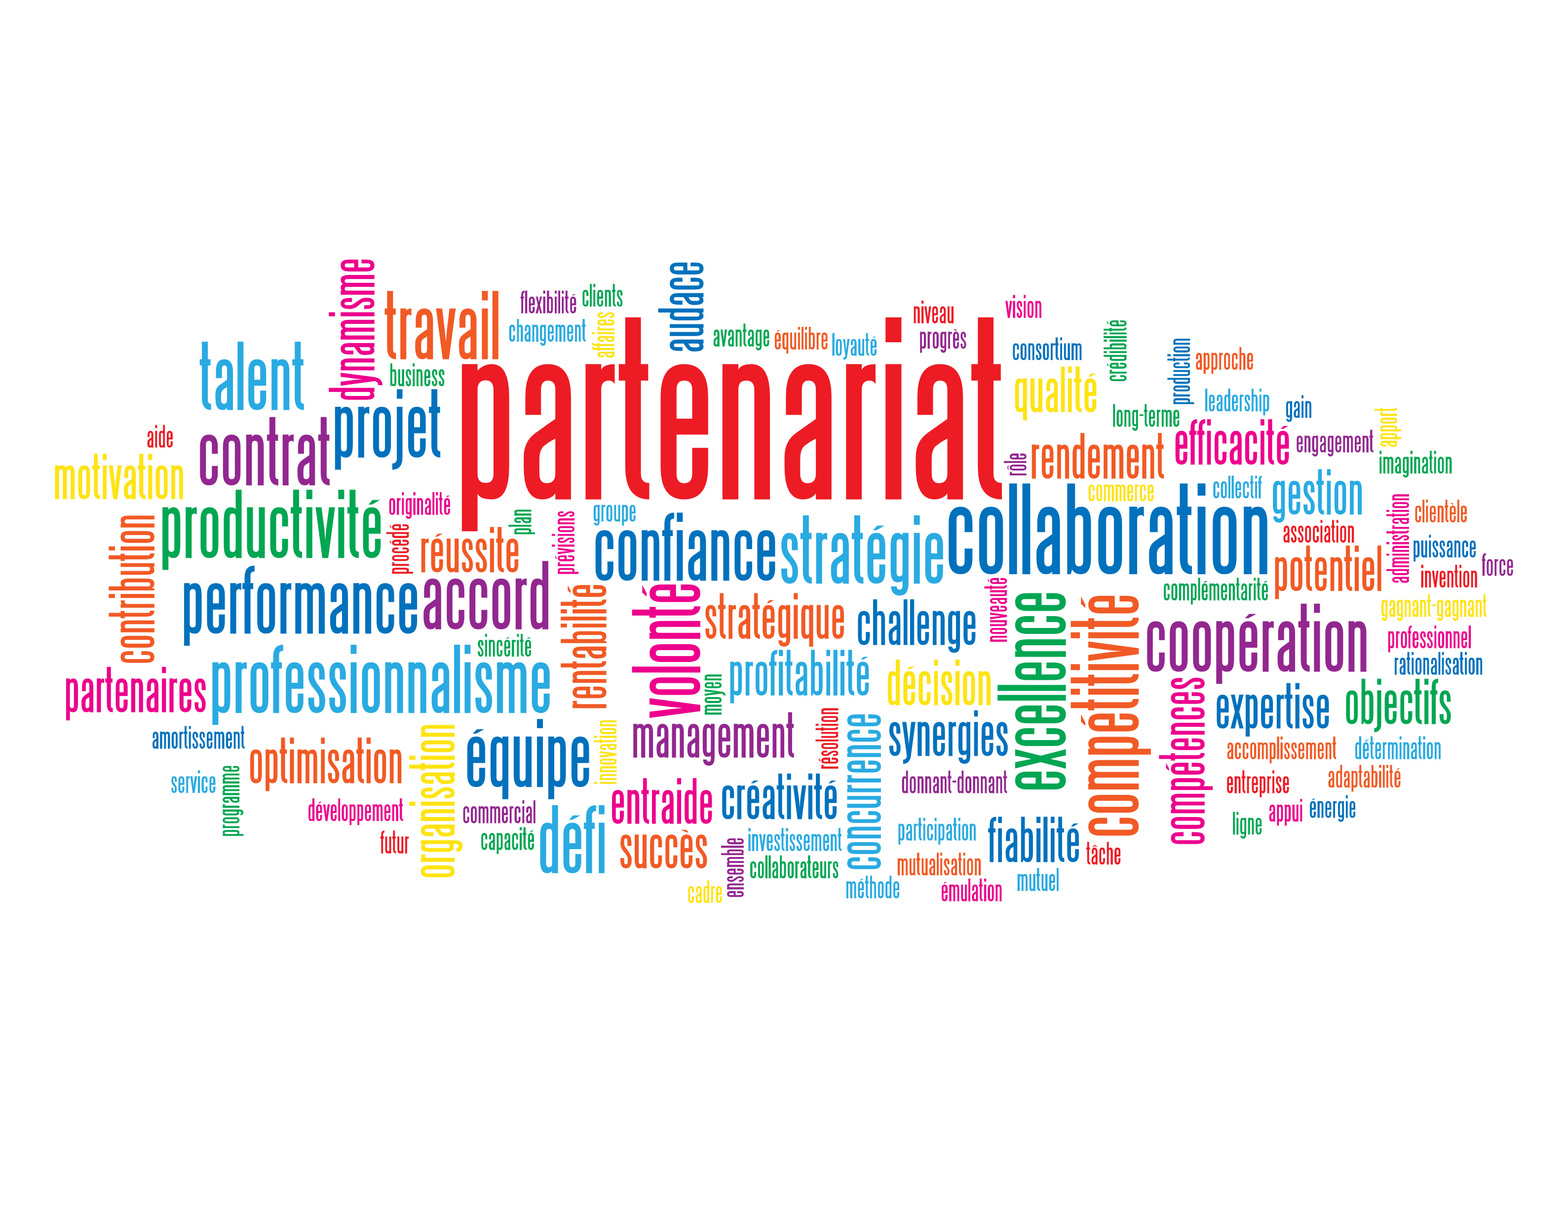 dynamisme
travail
flexibilité
clients
changement
affaires
audace
avantage
équilibre
loyauté
niveau
progrès
vision
consortium
crédibilité
production
approche
talent
business
projet
partenariat
qualité
long-terme
leadership
gain
apport
aide
contrat
motivation
rôle
rendement
efficacité
engagement
imagination
productivité
originalité
procédé
réussite
plan
prévisions
groupe
confiance
stratégie
collaboration
commerce
collectif
gestion
association
administration
clientèle
puissance
invention
force
contribution
performance
accord
sincérité
rentabilité
volonté
stratégique
challenge
nouveauté
excellence
compétitivité
complémentarité
potentiel
gagnant-gagnant
coopération
professionnel
rationalisation
partenaires
professionnalisme
moyen
profitabilité
décision
compétences
expertise
objectifs
amortissement
optimisation
organisation
équipe
innovation
management
résolution
concurrence
synergies
accomplissement
détermination
service
programme
développement
futur
commercial
capacité
défi
entraide
succès
créativité
donnant-donnant
entreprise
adaptabilité
ensemble
investissement
collaborateurs
cadre
participation
mutualisation
méthode
émulation
fiabilité
mutuel
tâche
ligne
appui
énergie